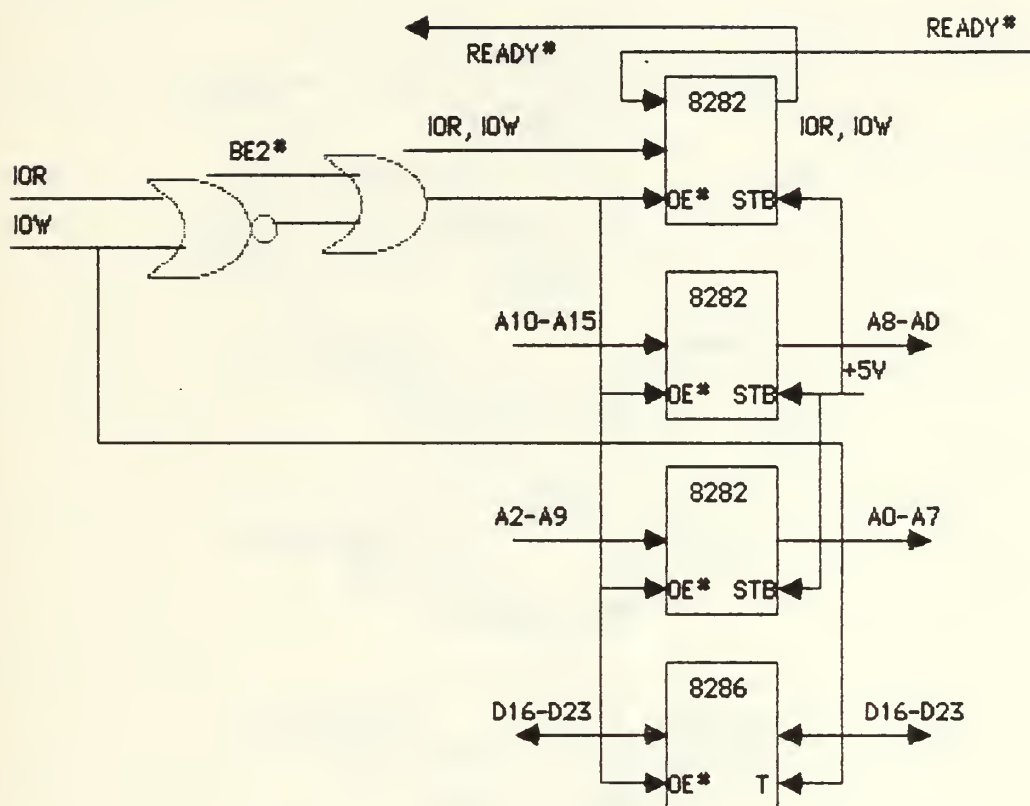 READY*
READY*
8282
IOR, IOW
IOR, IOW
BE2*
IOR
IOW
OE* STB
8282
A10-A15
A8-AD
+5V
OE* STB
8282
A2-A9
A0-A7
OE* STB
8286
D16-D23
D16-D23
OE* T